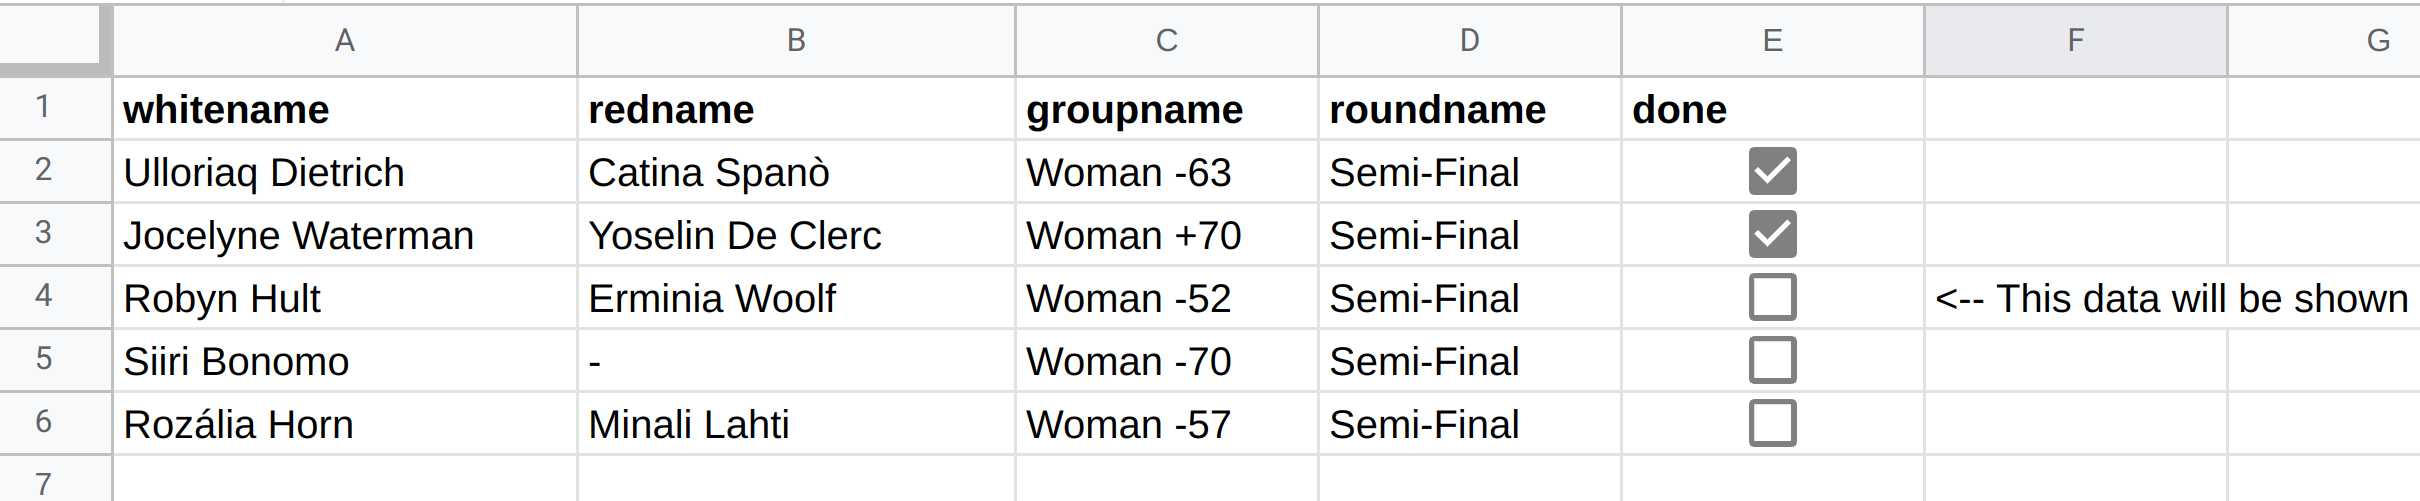 A B C D E F G
1 whitename redname groupname roundname done
2 Ulloriaq Dietrich Catina Spanò Woman -63 Semi-Final
3 Jocelyne Waterman Yoselin De Clerc Woman +70 Semi-Final
4 Robyn Hult Erminia Woolf Woman -52 Semi-Final <-- This data will be shown
5 Siiri Bonomo - Woman -70 Semi-Final
6 Rozália Horn Minali Lahti Woman -57 Semi-Final
7